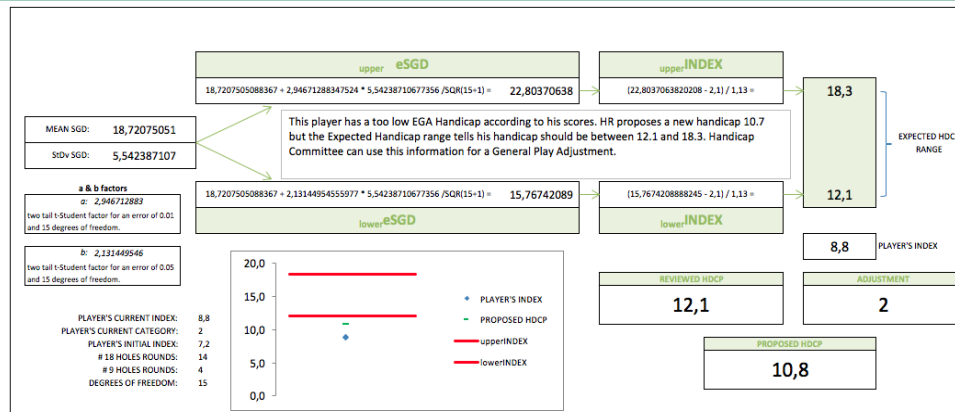 upper eSGD
upperINDEX
18,7207505088367 + 2,94671288347524 * 5,54238710677356 /SQR(15+1) = 22,80370638
(22,8037063820208 - 2,1) / 1,13 =
18,3
MEAN SGD: 18,72075051
StDv SGD: 5,542387107
This player has a too low EGA Handicap according to his scores. HR proposes a new handicap 10.7
but the Expected Handicap range tells his handicap should be between 12.1 and 18.3. Handicap
Committee can use this information for a General Play Adjustment.
EXPECTED HDC
RANGE
a & b factors
a: 2,946712883
two tail t-Student factor for an error of 0.01
and 15 degrees of freedom.
18,7207505088367 + 2,13144954555977 * 5,54238710677356 /SQR(15+1) = 15,76742089
(15,7674208888245 - 2,1) / 1,13 =
12,1
lowereSGD
lowerINDEX
b: 2,131449546
two tail t-Student factor for an error of 0.05
and 15 degrees of freedom.
8,8 PLAYER'S INDEX
20,0
15,0
10,0
5,0
0,0
PLAYER'S INDEX
PROPOSED HDCP
upperINDEX
lowerINDEX
REVIEWED HDCP
12,1
ADJUSTMENT
2
PLAYER'S CURRENT INDEX: 8,8
PLAYER'S CURRENT CATEGORY: 2
PLAYER'S INITIAL INDEX: 7,2
# 18 HOLES ROUNDS: 14
# 9 HOLES ROUNDS: 4
DEGREES OF FREEDOM: 15
PROPOSED HDCP
10,8